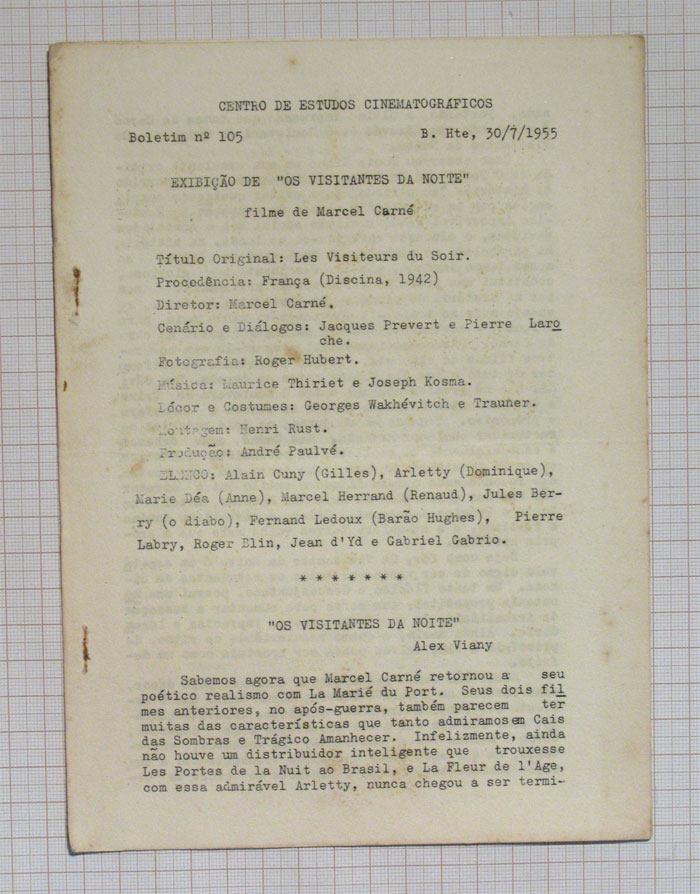 CENTRO DE ESTUDOS CINEMATOGRÁFICOS
Boletim nº 105 B. Hte, 30/7/1955
EXIBIÇÃO DE "OS VISITANTES DA NOITE"
filme de Marcel Carné
Título Original: Les Visiteurs du Soir.
Procedência: França (Discina, 1942)
Diretor: Marcel Carné.
Cenário e Diálogos: Jacques Prevert e Pierre Laro
che.
Fotografia: Roger Hubert.
Música: Maurice Thiriet e Joseph Kosma.
Décor e Costumes: Georges Wakhévitch e Trauner.
Montagem: Henri Rust.
Produção: André Paulvé.
ELENCO: Alain Cuny (Gilles), Arletty (Dominique),
Marie Déa (Anne), Marcel Herrand (Renaud), Jules Ber-
ry (o diabo), Fernand Ledoux (Barão Hughes), Pierre
Labry, Roger Blin, Jean d'Yd e Gabriel Gabrio.
* * * * * * *
"OS VISITANTES DA NOITE"
Alex Viany
Sabemos agora que Marcel Carné retornou a seu
poético realismo com La Marié du Port. Seus dois fil
mes anteriores, no após-guerra, também parecem ter
muitas das características que tanto admiramos em Cais
das Sombras e Trágico Amanhecer. Infelizmente, ainda
não houve um distribuidor inteligente que trouxesse
Les Portes de la Nuit ao Brasil, e La Fleur de l'Age,
com essa admirável Arletty, nunca chegou a ser termi-